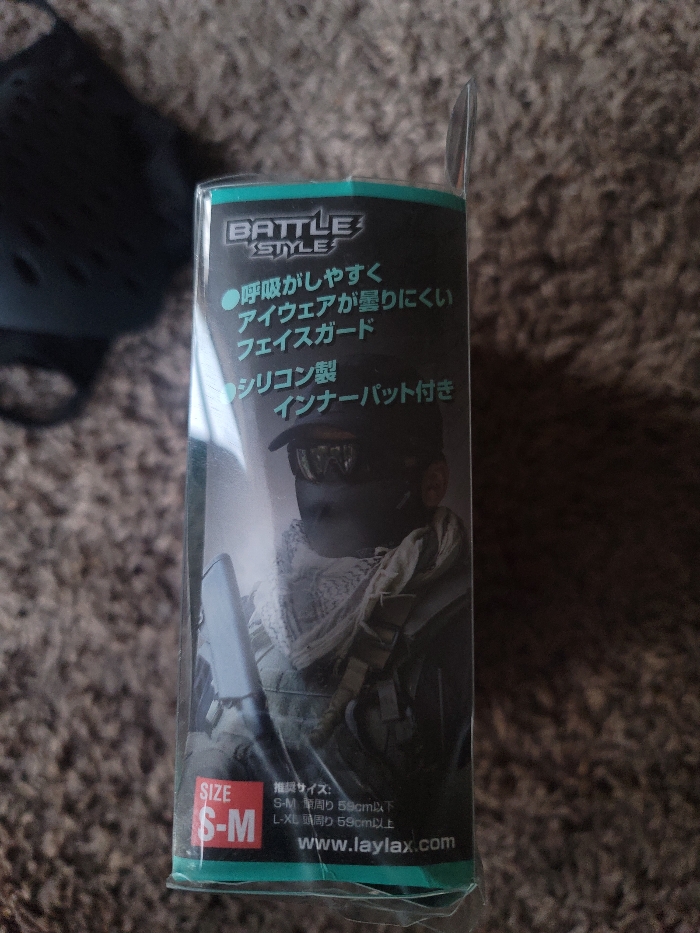 BATTLE
STYLE
●呼吸がしやすく
アイウェアが曇りにくい
フェイスガード
●シリコン製
インナーパット付き
SIZE
S-M
推奨サイズ:
S-M 頭周り 59cm以下
L-XL 頭周り 59cm以上
www.laylax.com